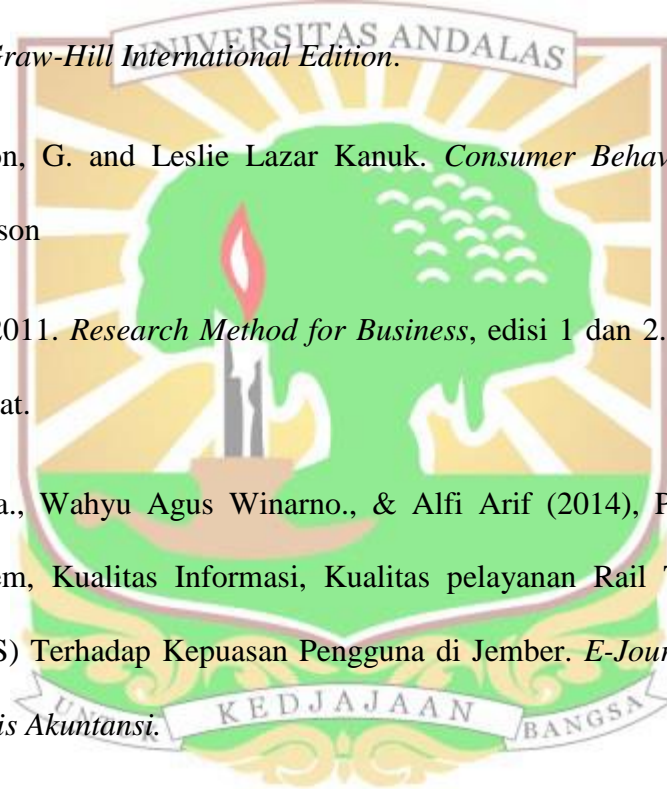 UNIVERSITAS ANDALAS
Graw-Hill International Edition.
on, G. and Leslie Lazar Kanuk. Consumer Behav
son
2011. Research Method for Business, edisi 1 dan 2.
at.
a., Wahyu Agus Winarno., & Alfi Arif (2014), P
em, Kualitas Informasi, Kualitas pelayanan Rail T
S) Terhadap Kepuasan Pengguna di Jember. E-Jour
is Akuntansi.
UNTUK KEDJAJAAN BANGSA